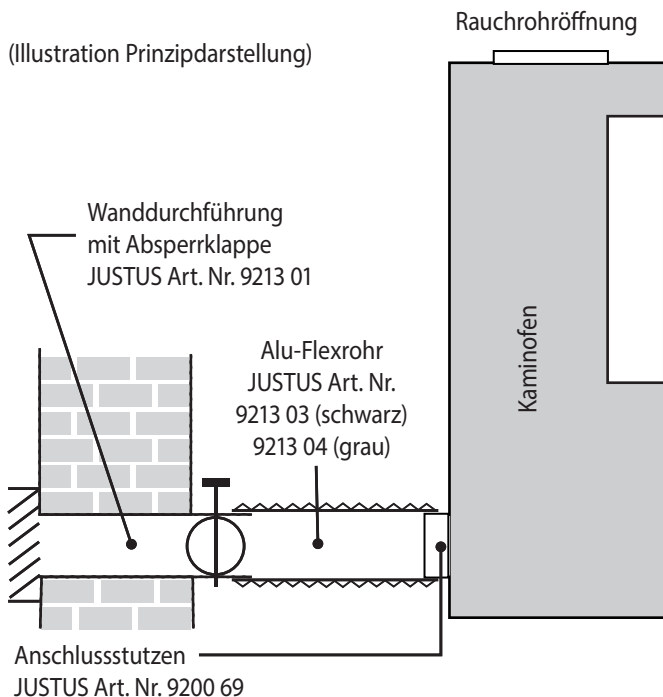 Rauchrohröffnung
(Illustration Prinzipdarstellung)
Wanddurchführung
mit Absperrklappe
JUSTUS Art. Nr. 9213 01
Alu-Flexrohr
JUSTUS Art. Nr.
9213 03 (schwarz)
9213 04 (grau)
Kaminofen
Anschlussstutzen
JUSTUS Art. Nr. 9200 69